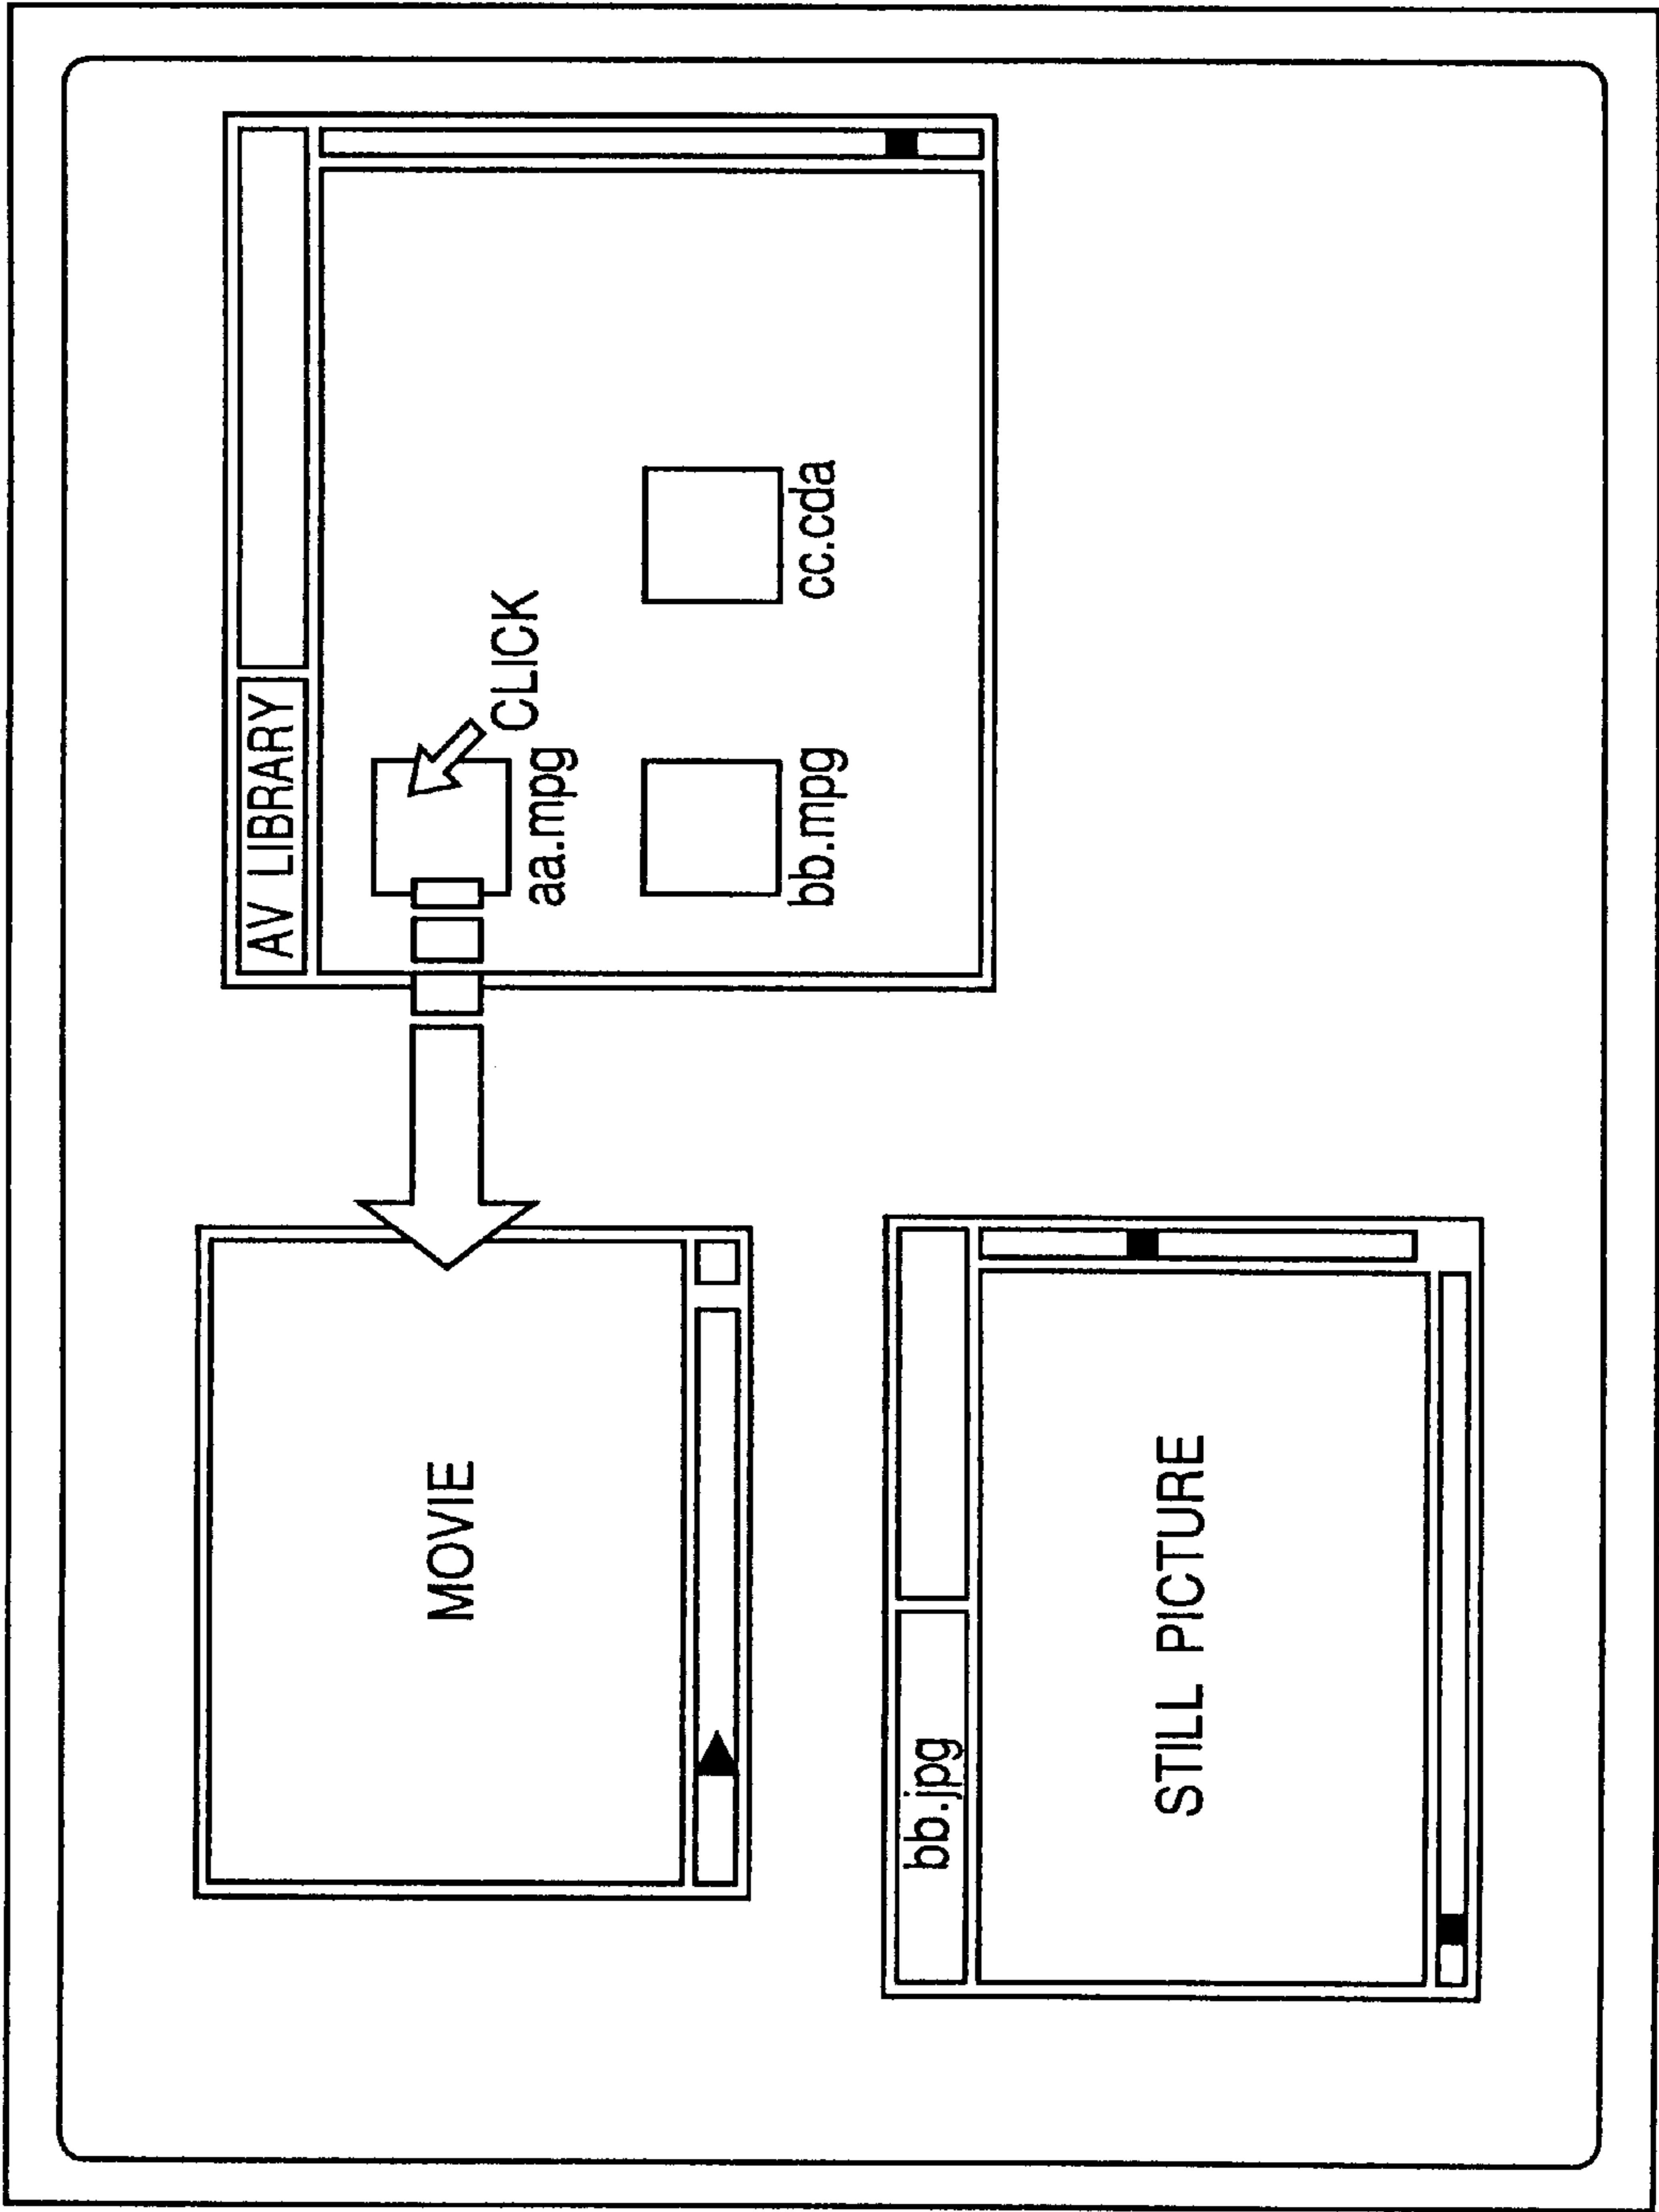 MOVIE
bb.jpg
STILL PICTURE
AV LIBRARY
CLICK
aa.mpg
bb.mpg
cc.cda